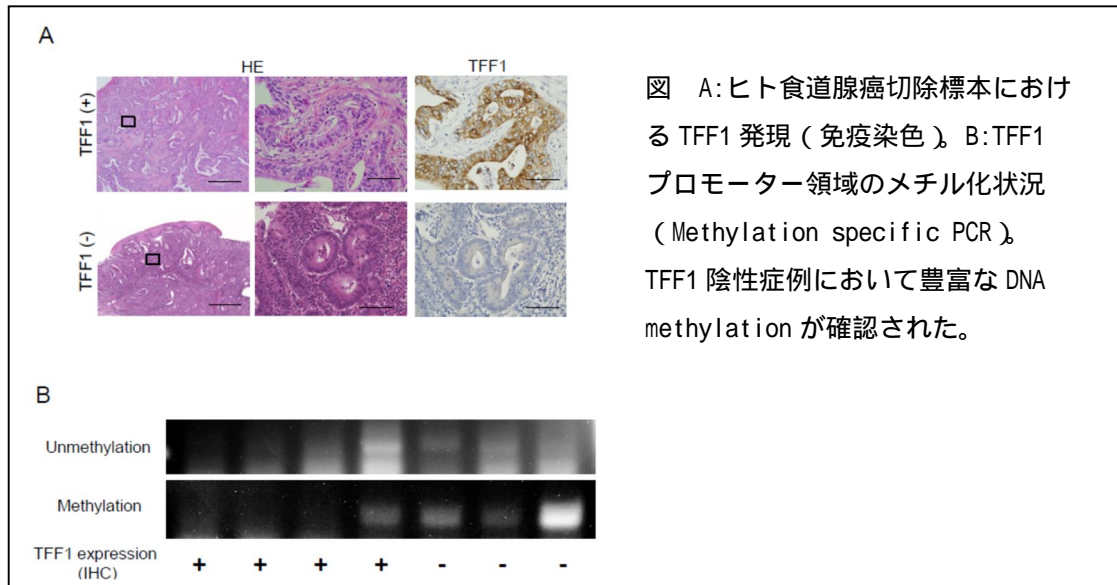 A
HE
TFF1
TFF1 (+)
TFF1 (-)
図 A:ヒト食道腺癌切除標本におけ
る TFF1 発現(免疫染色)。B:TFF1
プロモーター領域のメチル化状況
(Methylation specific PCR)。
TFF1 陰性症例において豊富な DNA
methylation が確認された。
B
Unmethylation
Methylation
TFF1 expression
(IHC)
+ + + + - - -